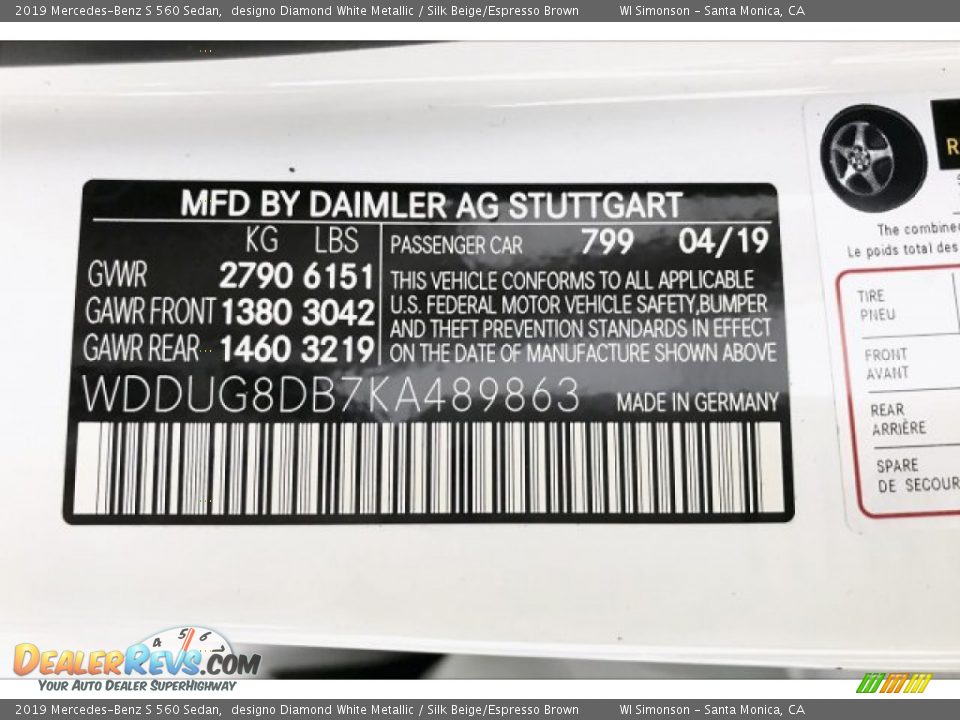 2019 Mercedes-Benz S 560 Sedan,  designo Diamond White Metallic / Silk Beige/Espresso Brown WI Simonson - Santa Monica, CA
MFD BY DAIMLER AG STUTTGART
KG LBS
GVWR 2790 6151
GAWR FRONT 1380 3042
GAWR REAR 1460 3219
PASSENGER CAR 799 04/19
THIS VEHICLE CONFORMS TO ALL APPLICABLE
U.S. FEDERAL MOTOR VEHICLE SAFETY,BUMPER
AND THEFT PREVENTION STANDARDS IN EFFECT
ON THE DATE OF MANUFACTURE SHOWN ABOVE
WDDUG8DB7KA489863 MADE IN GERMANY
The combined
Le poids total des
TIRE
PNEU
FRONT
AVANT
REAR
ARRIÈRE
SPARE
DE SECOUR
4 5 6
DEALERREVS.COM
YOUR AUTO DEALER SUPERHIGHWAY
2019 Mercedes-Benz S 560 Sedan,  designo Diamond White Metallic / Silk Beige/Espresso Brown WI Simonson - Santa Monica, CA